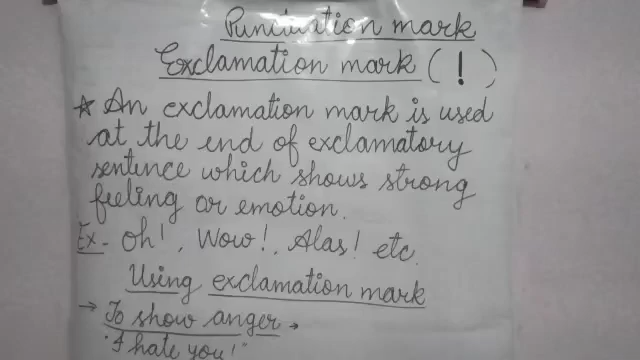 Punctuation mark
Exclamation mark ( ! )
* An exclamation mark is used
at the end of exclamatory
sentence which shows strong
feeling or emotion.
Ex- Oh!, Wow!, Alas! etc.
Using exclamation mark
→ To show anger →
"I hate you!"